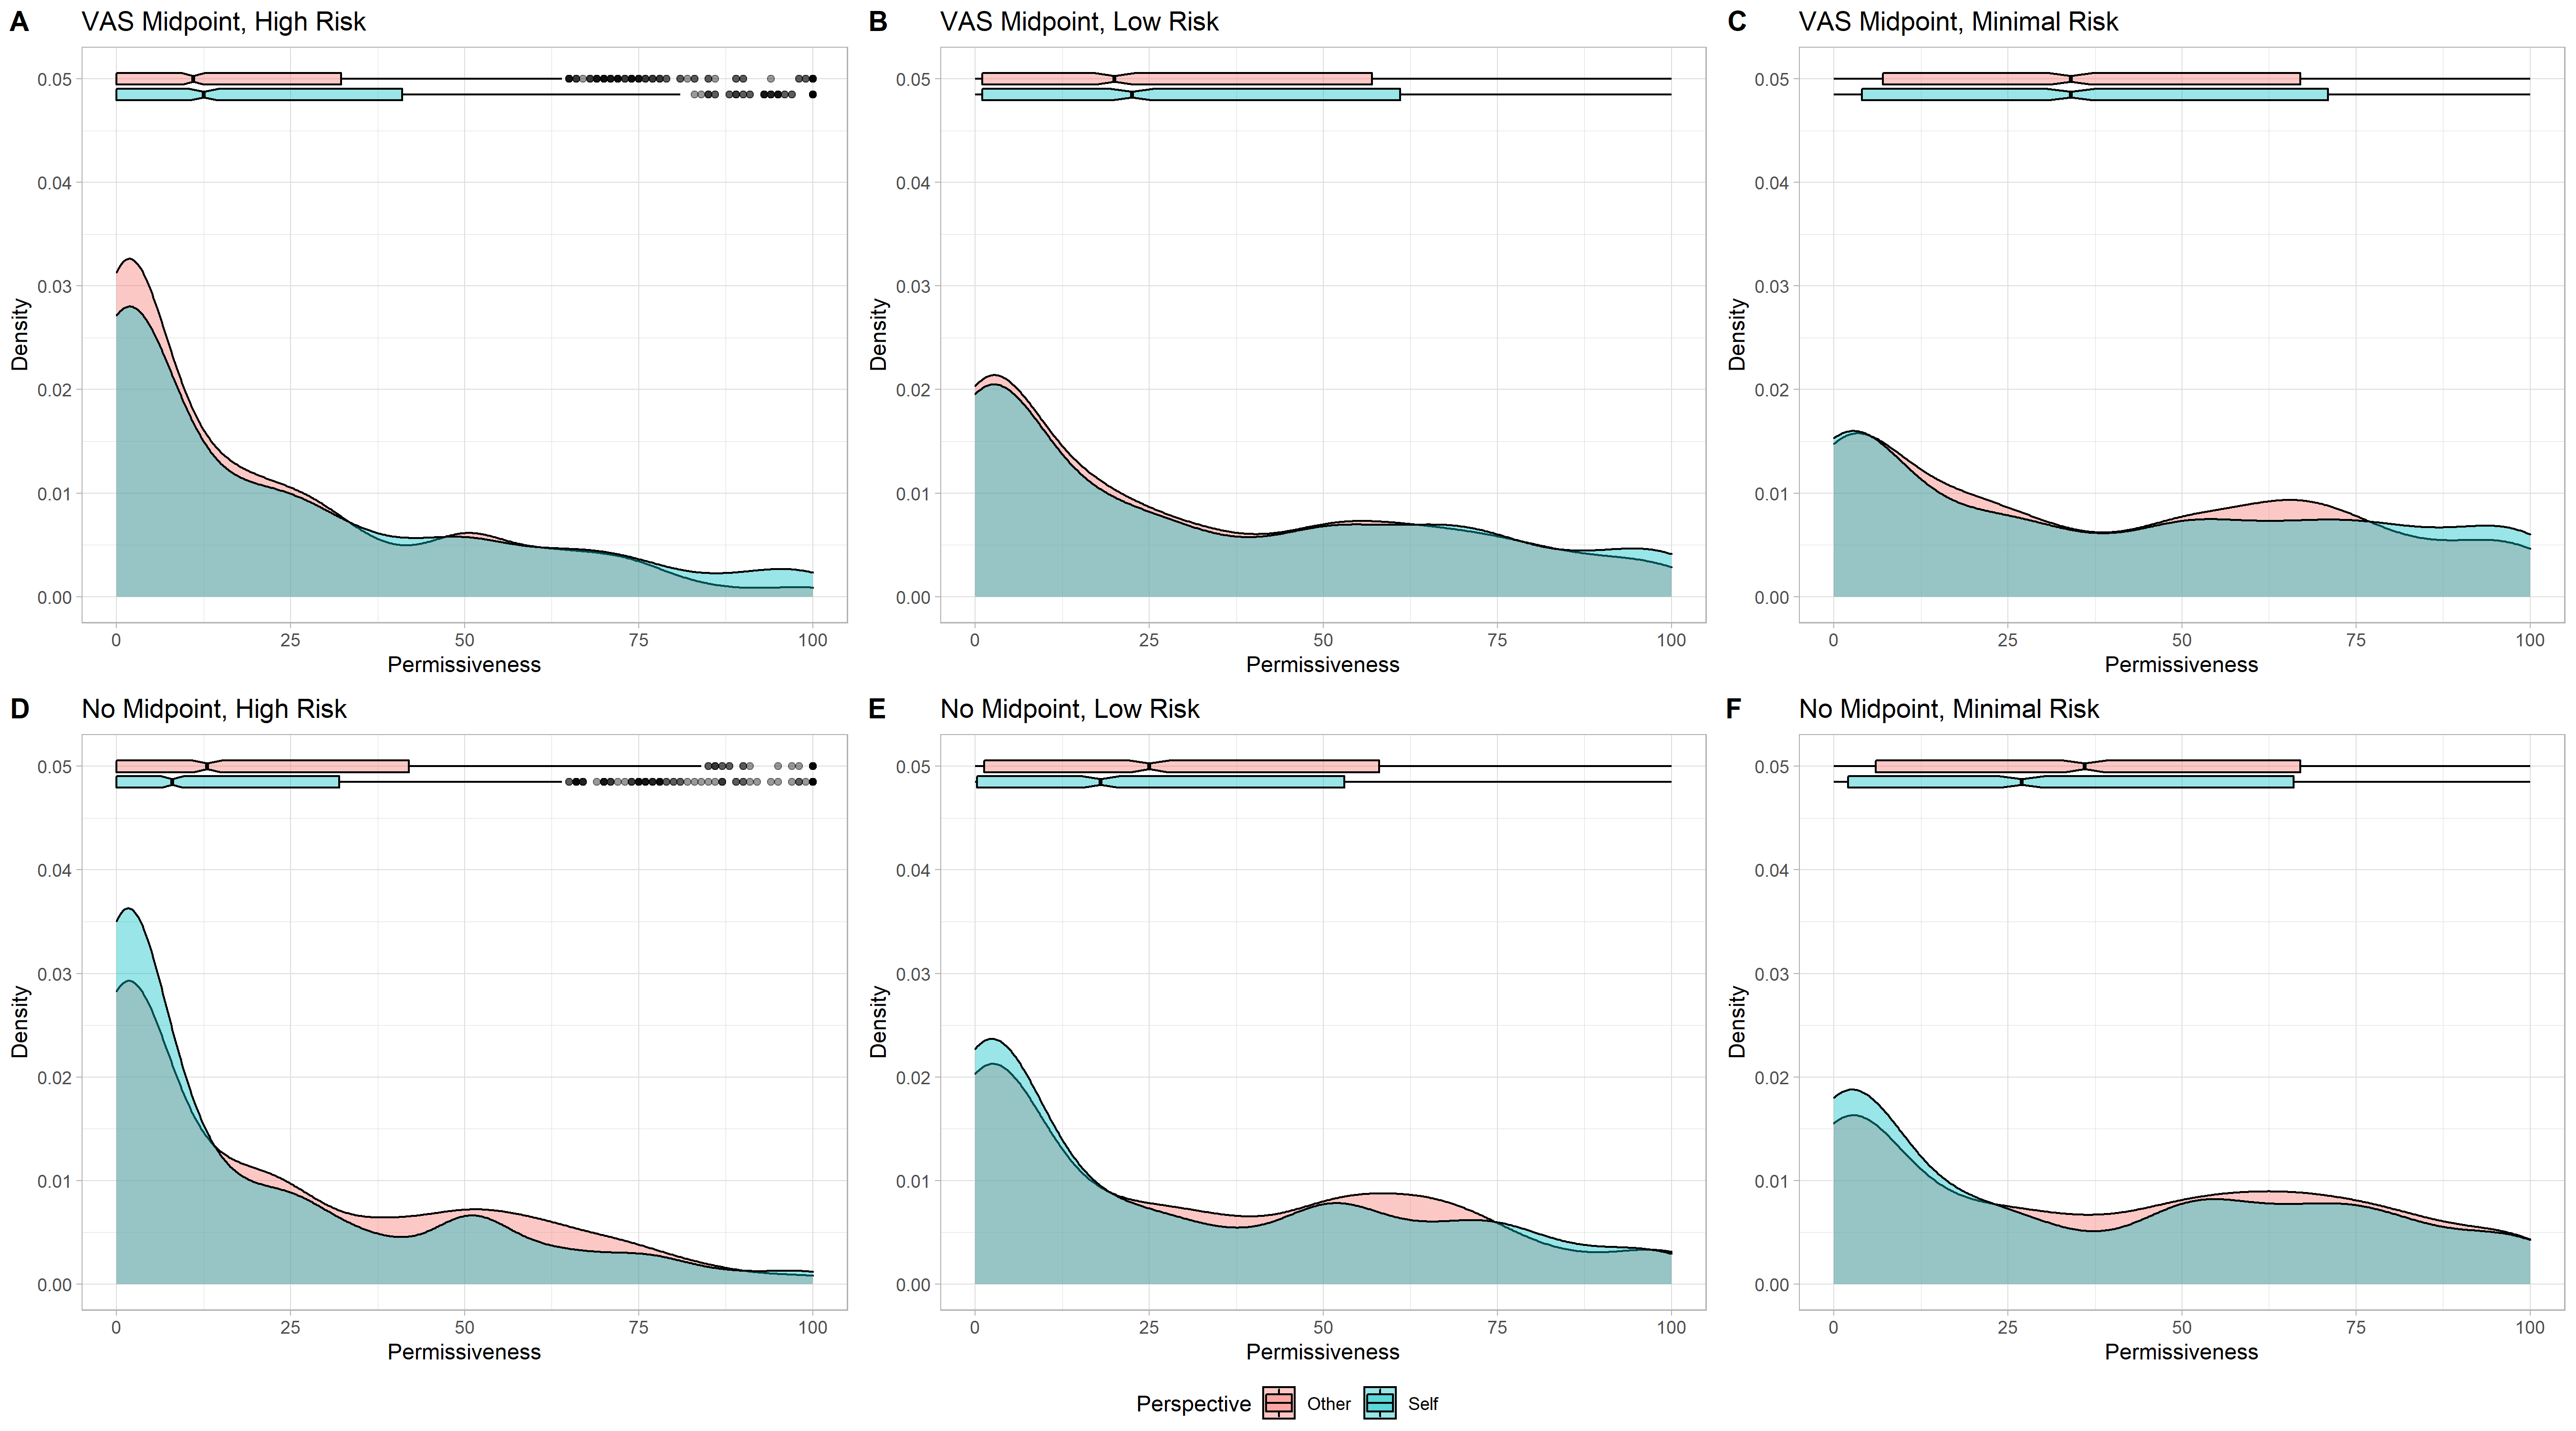 A VAS Midpoint, High Risk
0.05
0.04
0.03
0.02
0.01
0.00
Density
0 25 50 75 100
Permissiveness
B VAS Midpoint, Low Risk
0.05
0.04
0.03
0.02
0.01
0.00
Density
0 25 50 75 100
Permissiveness
C VAS Midpoint, Minimal Risk
0.05
0.04
0.03
0.02
0.01
0.00
Density
0 25 50 75 100
Permissiveness
D No Midpoint, High Risk
0.05
0.04
0.03
0.02
0.01
0.00
Density
0 25 50 75 100
Permissiveness
E No Midpoint, Low Risk
0.05
0.04
0.03
0.02
0.01
0.00
Density
0 25 50 75 100
Permissiveness
F No Midpoint, Minimal Risk
0.05
0.04
0.03
0.02
0.01
0.00
Density
0 25 50 75 100
Permissiveness
Perspective Other Self